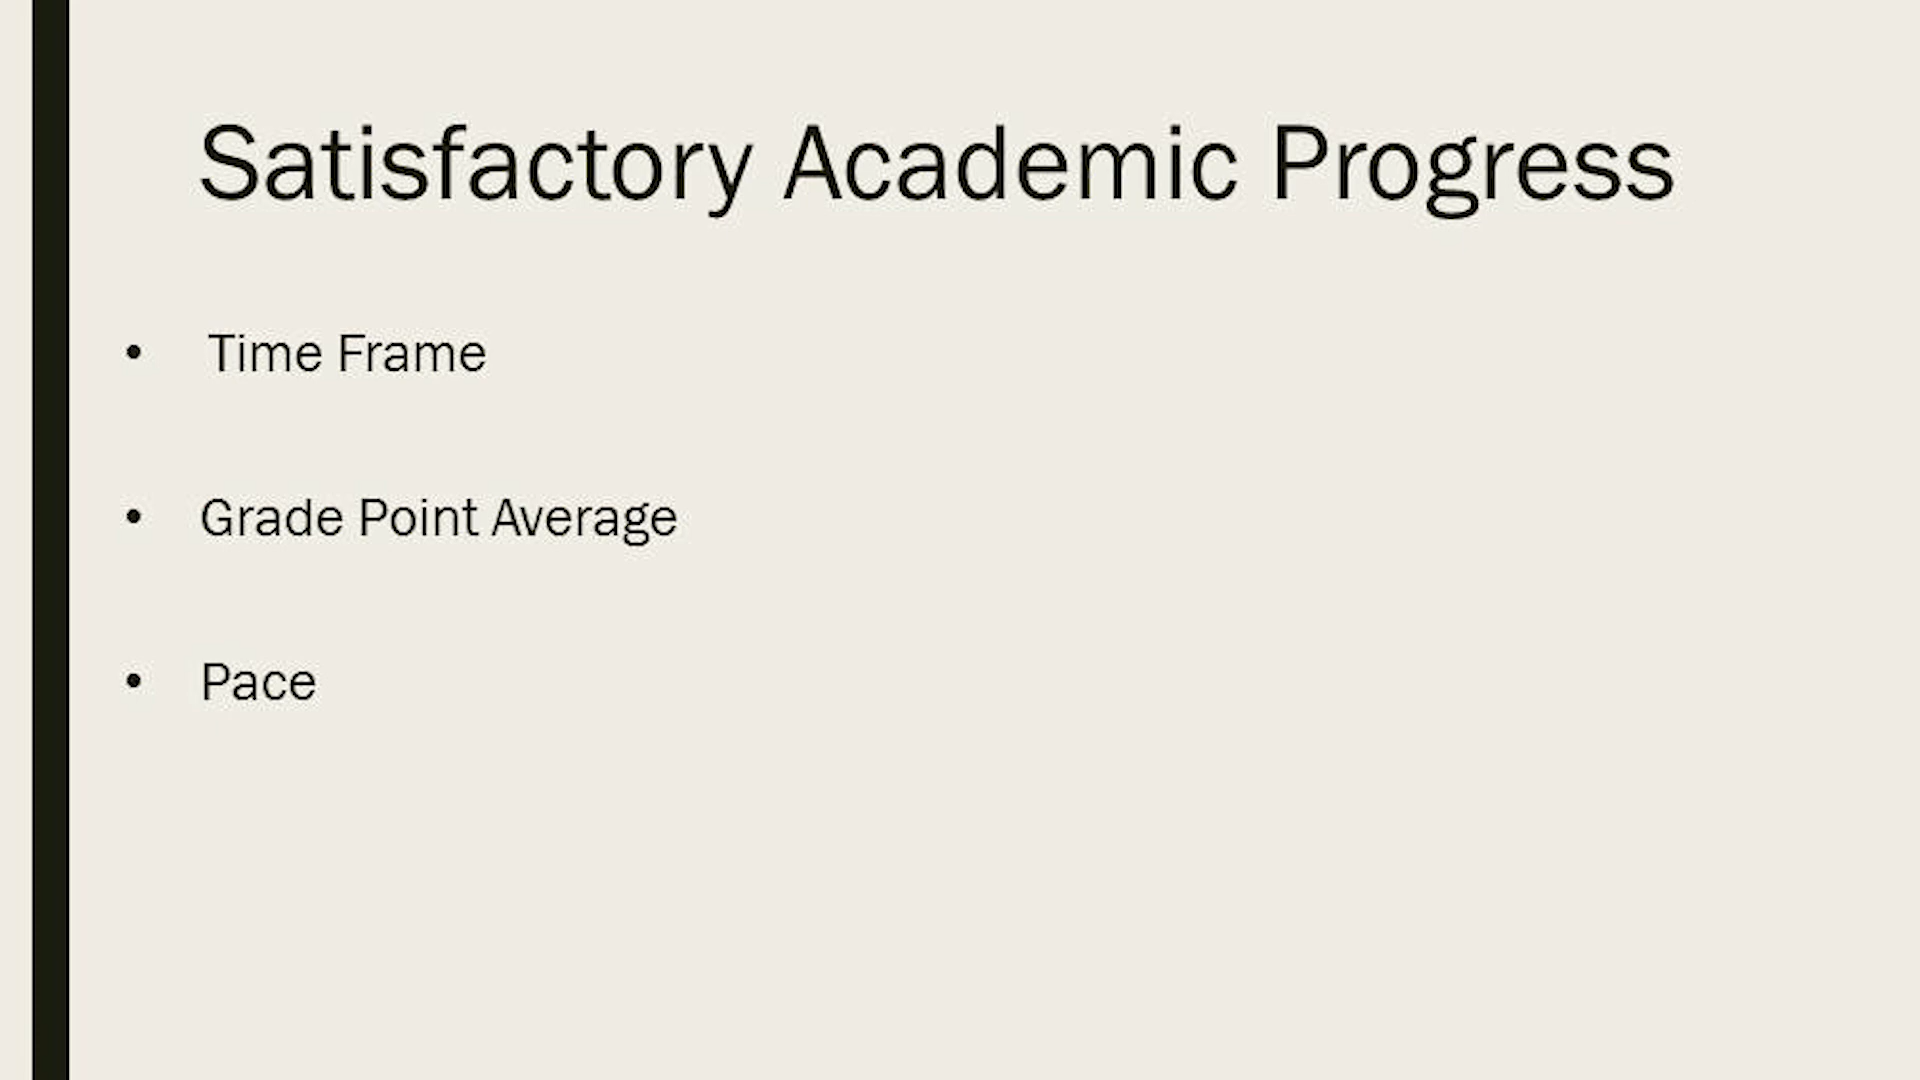 Satisfactory Academic Progress
• Time Frame
• Grade Point Average
• Pace